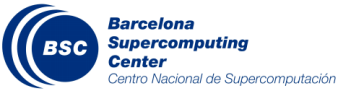 BSC
Barcelona
Supercomputing
Center
Centro Nacional de Supercomputación